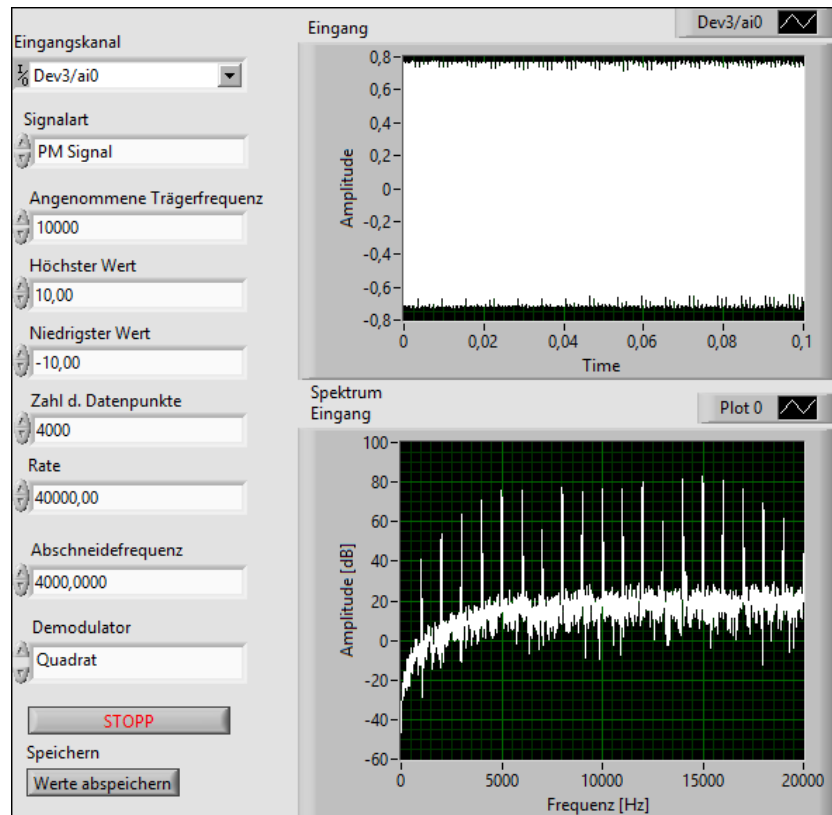 Eingangskanal
I/O Dev3/ai0
Signalart
PM Signal
Angenommene Trägerfrequenz
10000
Höchster Wert
10,00
Niedrigster Wert
-10,00
Zahl d. Datenpunkte
4000
Rate
40000,00
Abschneidefrequenz
4000,0000
Demodulator
Quadrat
STOPP
Speichern
Werte abspeichern
Eingang
Dev3/ai0
Amplitude
0,8
0,6
0,4
0,2
0
-0,2
-0,4
-0,6
-0,8
0 0,02 0,04 0,06 0,08 0,1
Time
Spektrum
Eingang
Plot 0
Amplitude [dB]
100
80
60
40
20
0
-20
-40
-60
0 5000 10000 15000 20000
Frequenz [Hz]